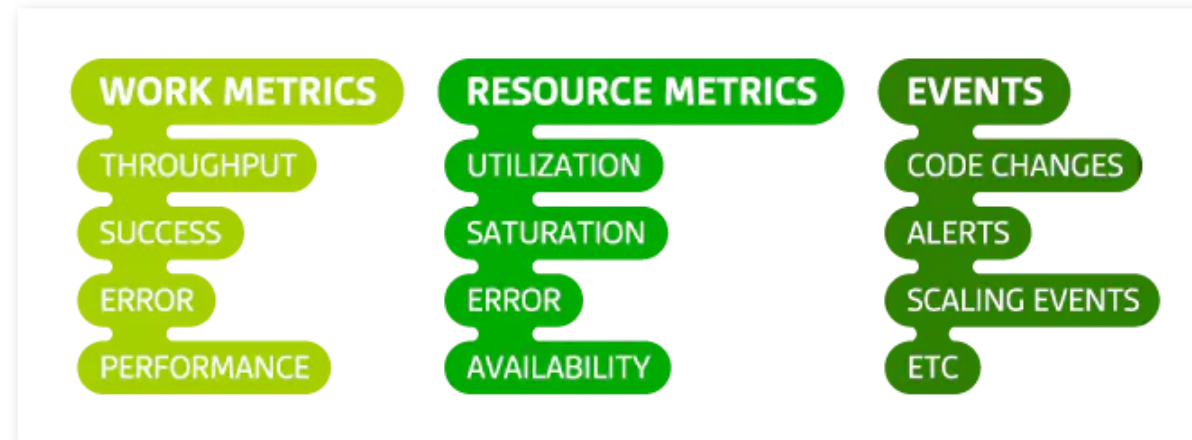 WORK METRICS
THROUGHPUT
SUCCESS
ERROR
PERFORMANCE
RESOURCE METRICS
UTILIZATION
SATURATION
ERROR
AVAILABILITY
EVENTS
CODE CHANGES
ALERTS
SCALING EVENTS
ETC